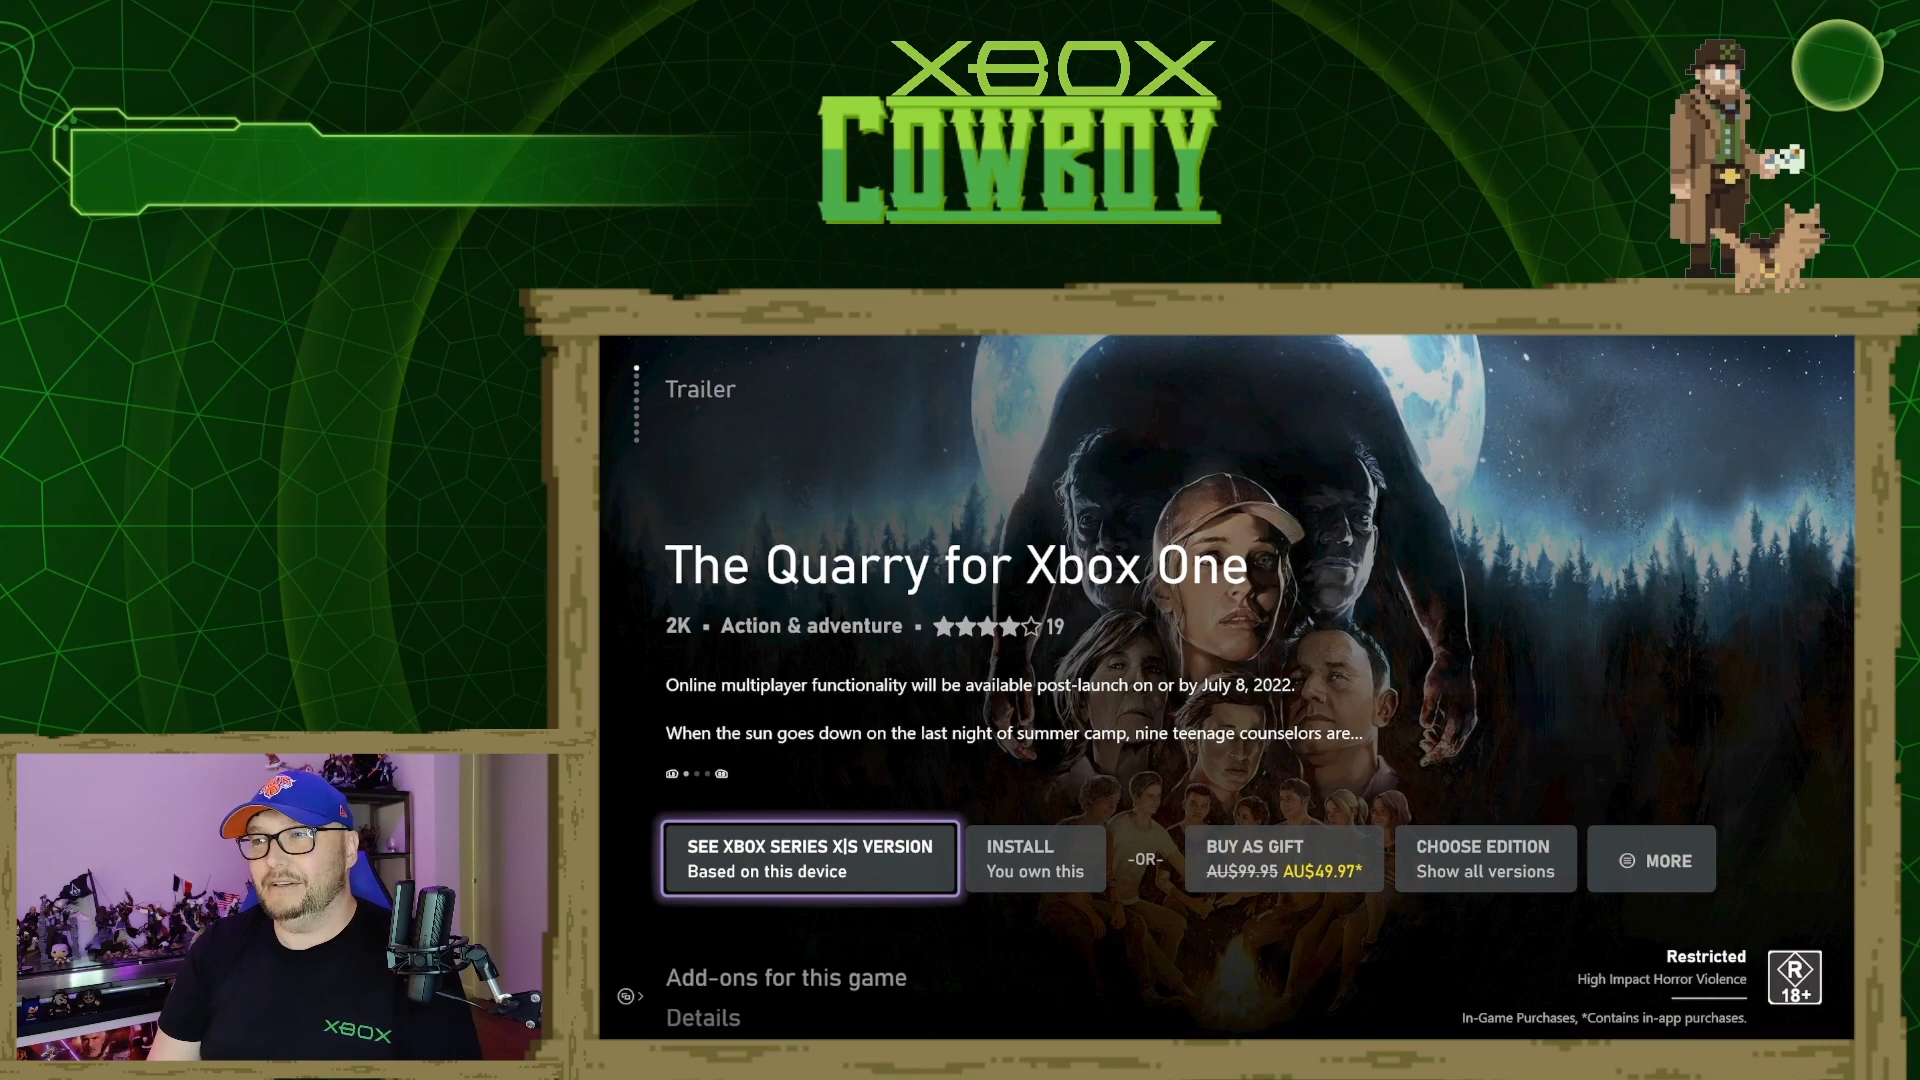 XBOX
COWBOY
Trailer
The Quarry for Xbox One
2K ▪ Action & adventure ▪ 19
Online multiplayer functionality will be available post-launch on or by July 8, 2022.
When the sun goes down on the last night of summer camp, nine teenage counselors are...
SEE XBOX SERIES X|S VERSION
Based on this device
INSTALL
You own this
-OR-
BUY AS GIFT
AU$99.95 AU$49.97*
CHOOSE EDITION
Show all versions
MORE
Add-ons for this game
Details
Restricted
High Impact Horror Violence
In-Game Purchases, *Contains in-app purchases.
R
18+
XBOX